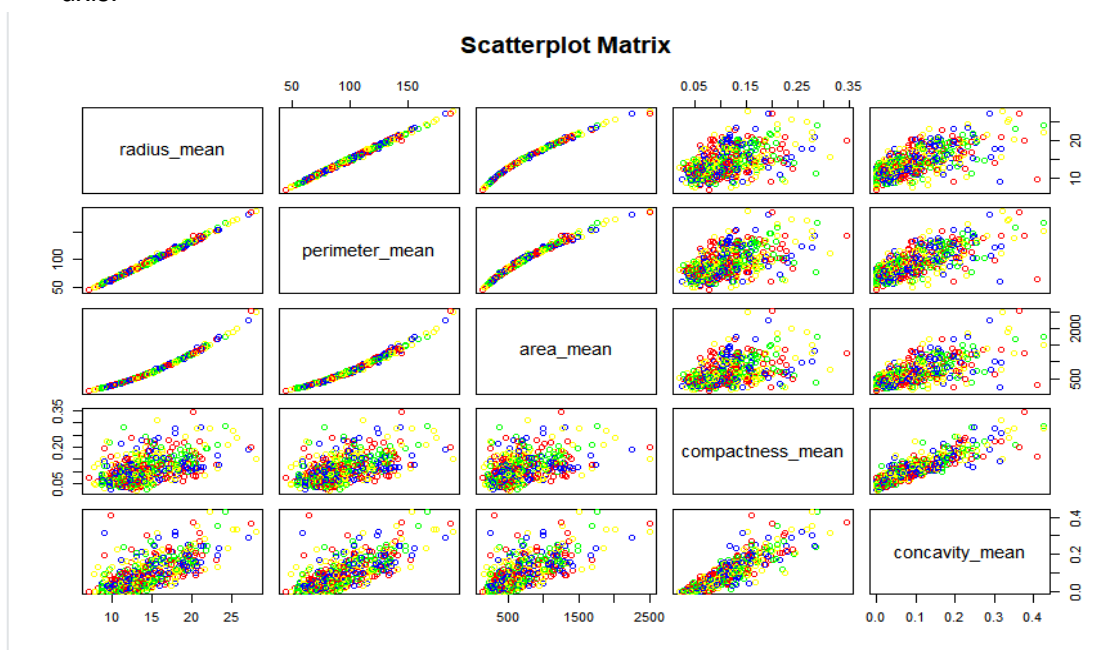 Scatterplot Matrix
50 100 150
0.05 0.15 0.25 0.35
radius_mean
10 20
perimeter_mean
50 100
area_mean
500 2000
compactness_mean
0.05 0.20 0.35
concavity_mean
0.0 0.2 0.4
10 15 20 25
500 1500 2500
0.0 0.1 0.2 0.3 0.4